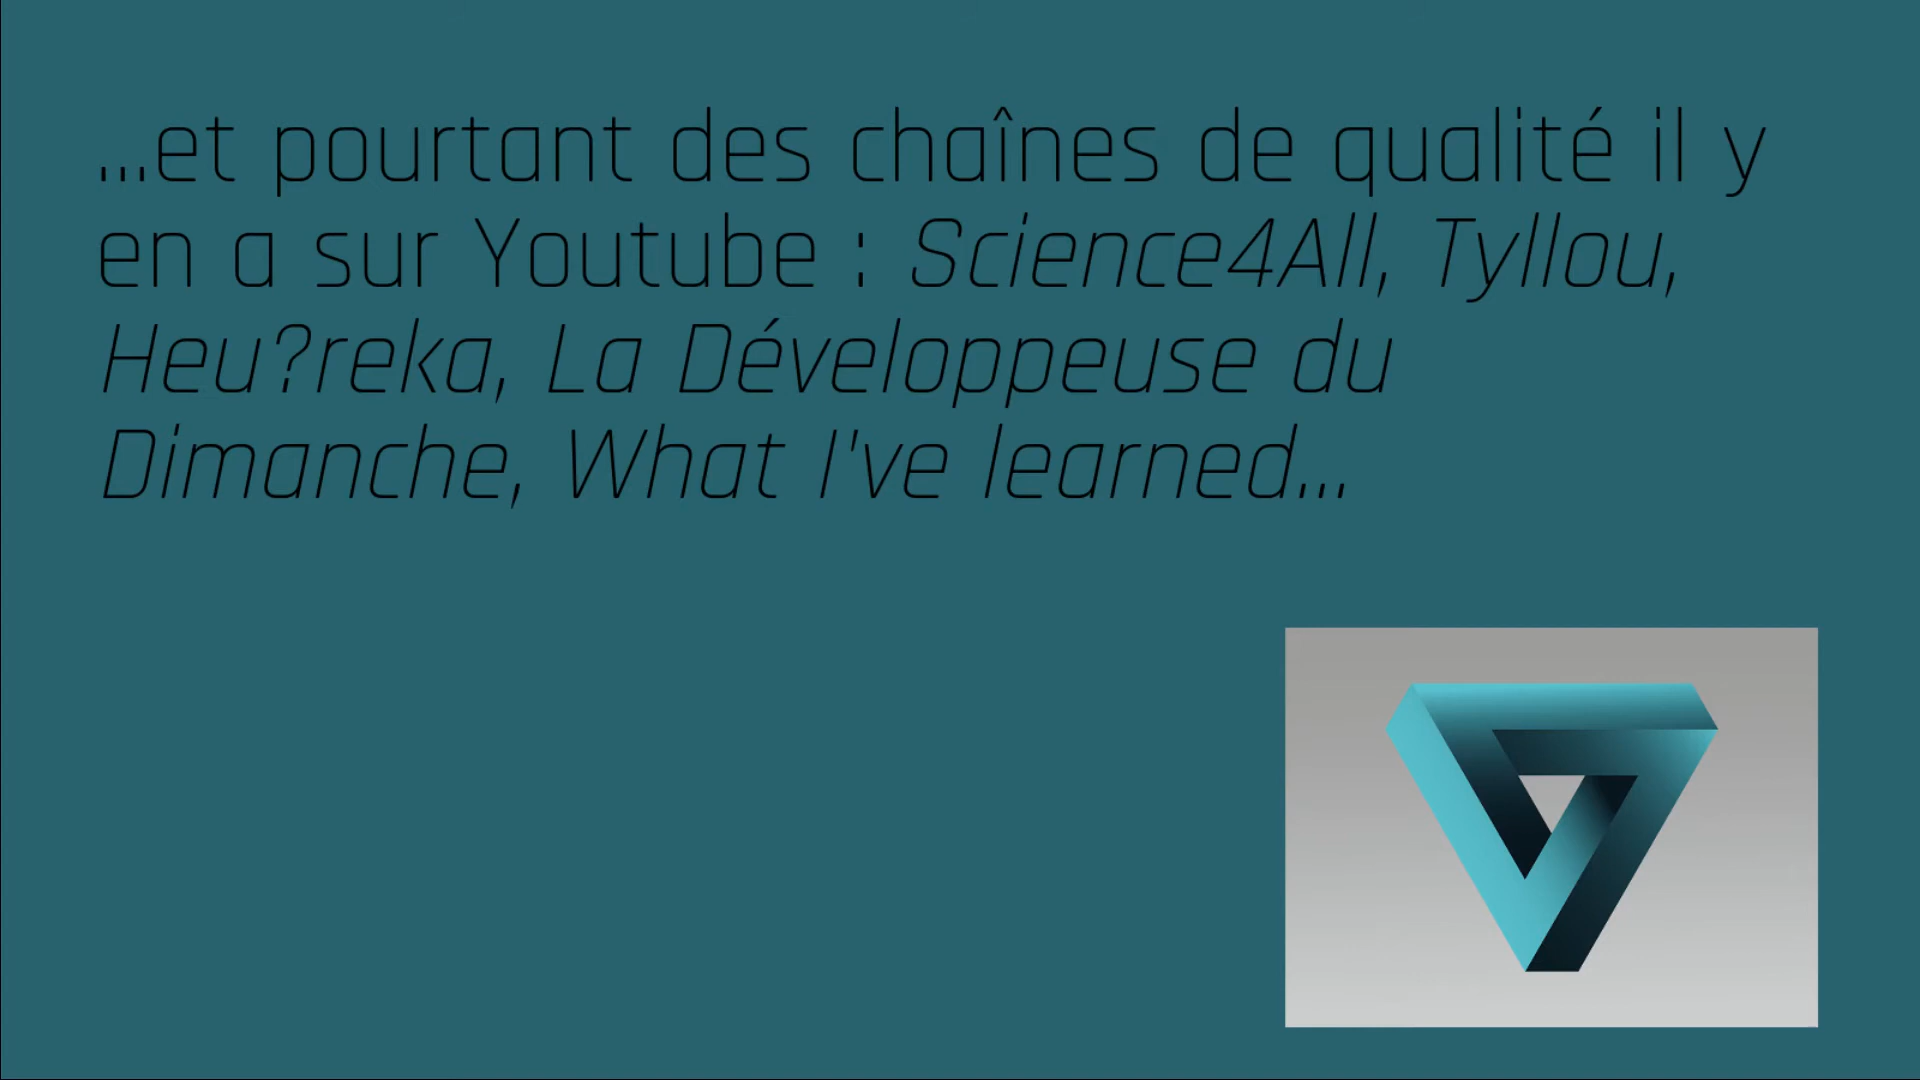 ...et pourtant des chaînes de qualité il y
en a sur Youtube : Science4All, Tyllou,
Heu?reka, La Développeuse du
Dimanche, What I've learned...